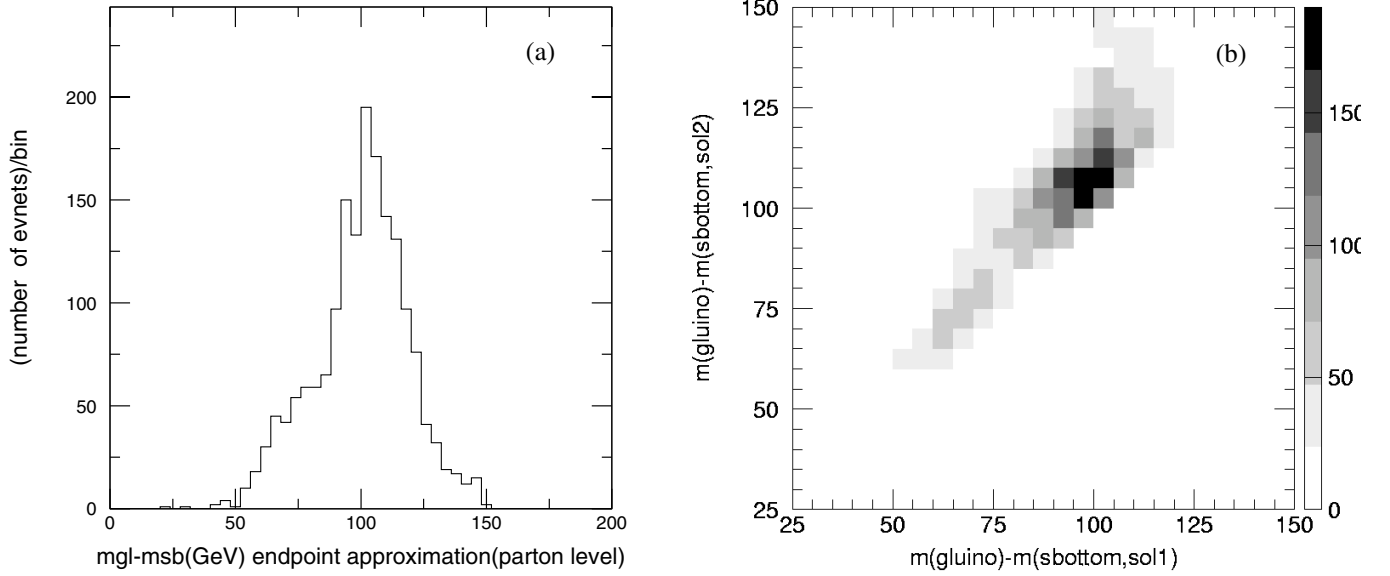 (a)
(number of evnets)/bin
200
150
100
50
0
0 50 100 150 200
mgl-msb(GeV) endpoint approximation(parton level)
(b)
m(gluino)-m(sbottom,sol2)
150
125
100
75
50
25
25 50 75 100 125 150
m(gluino)-m(sbottom,sol1)
150
100
50
0